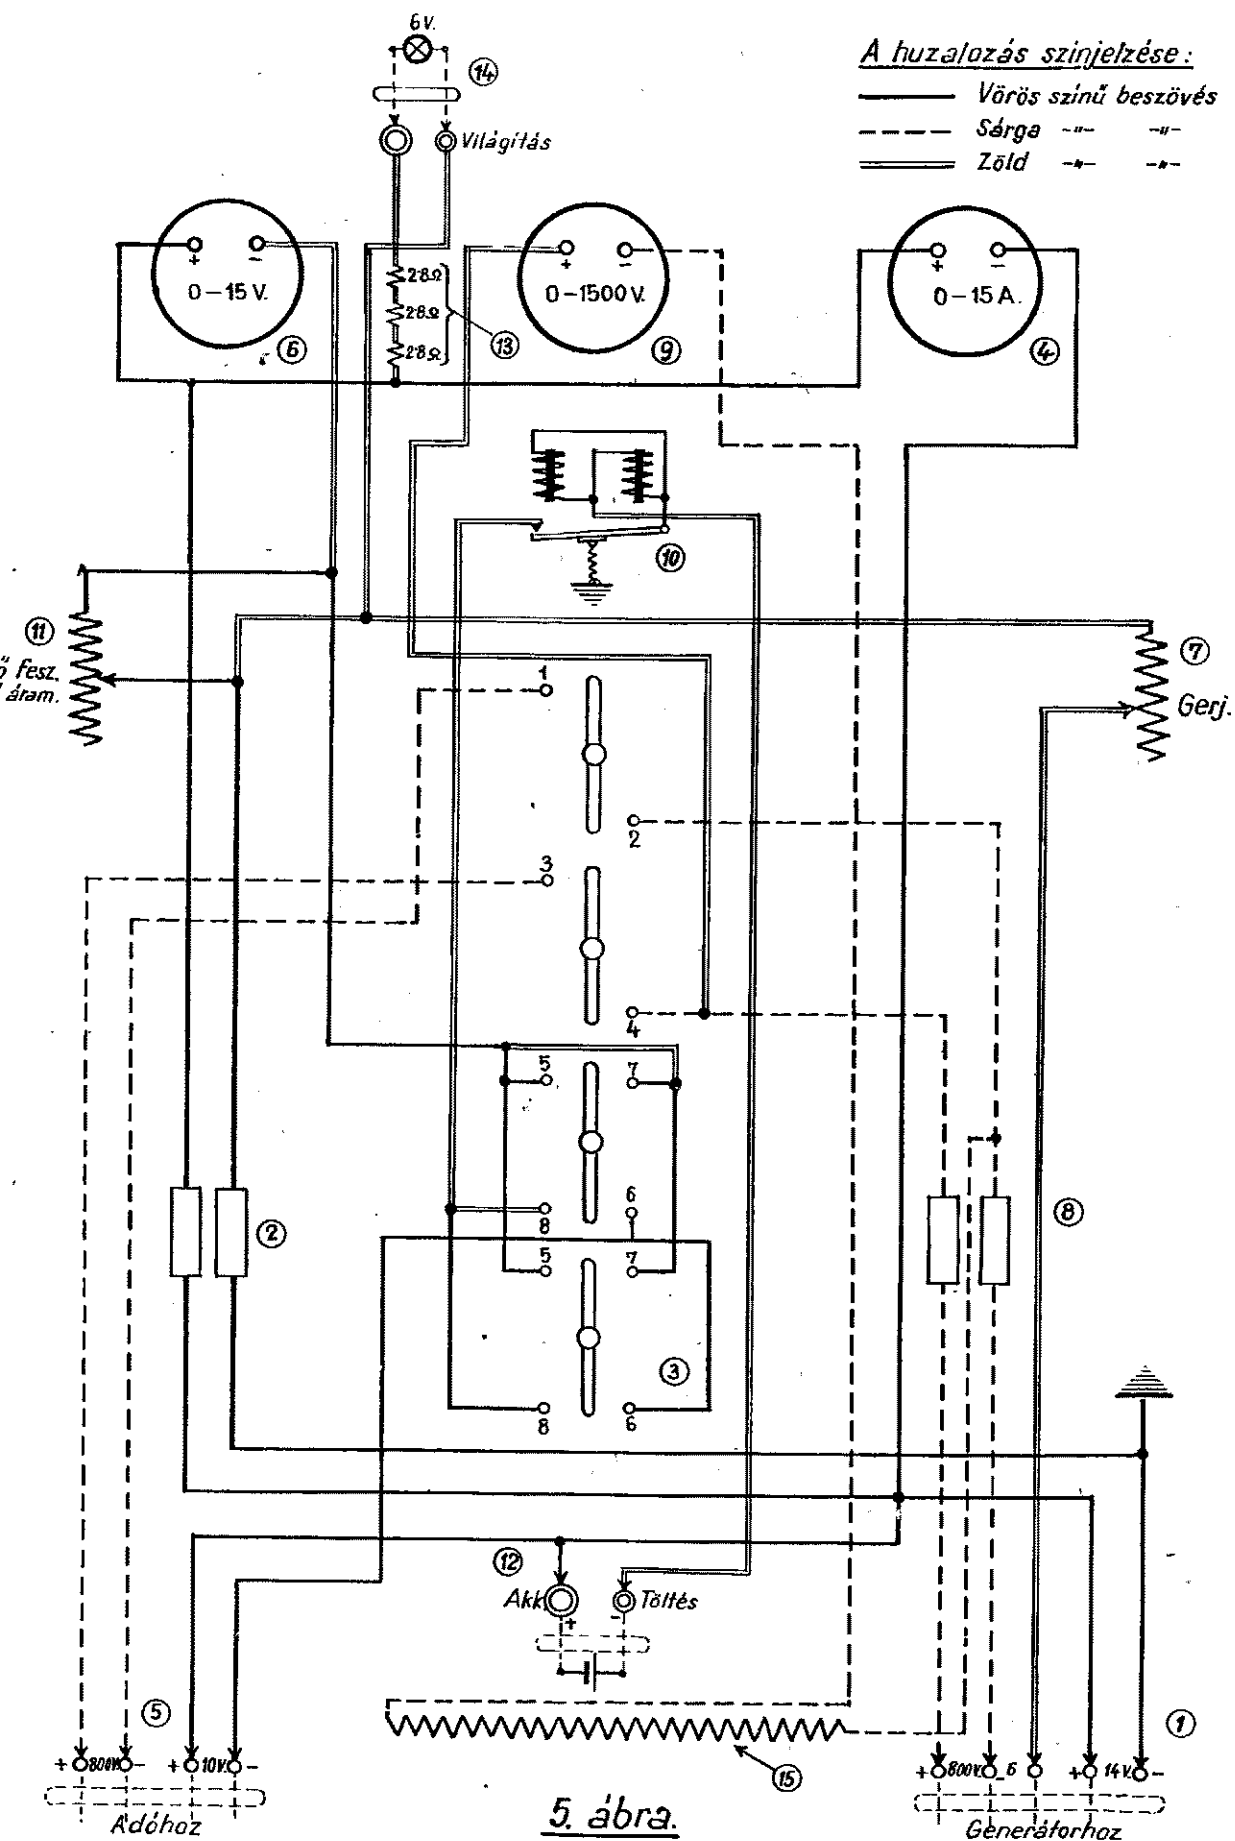 6V.
14
A huzalozás szinjelzése:
Vörös színű beszövés
Sárga -"- -"-
Zöld -"- -"-
Világítás
+ -
0-15 V.
6
2·8Ω
2·8Ω
2·8Ω
13
+ -
0-1500 V.
9
+ -
0-15 A.
4
10
11
ő fesz.
áram.
7
Gerj.
1
2
3
4
5 7
8 6
5 7
8 6
2
8
3
12
Akk
+
- Töltés
5
+ 800V. - + 10V. -
Adóhoz
15
1
+ 800V. - G + 14V. -
Generátorhoz
5. ábra.